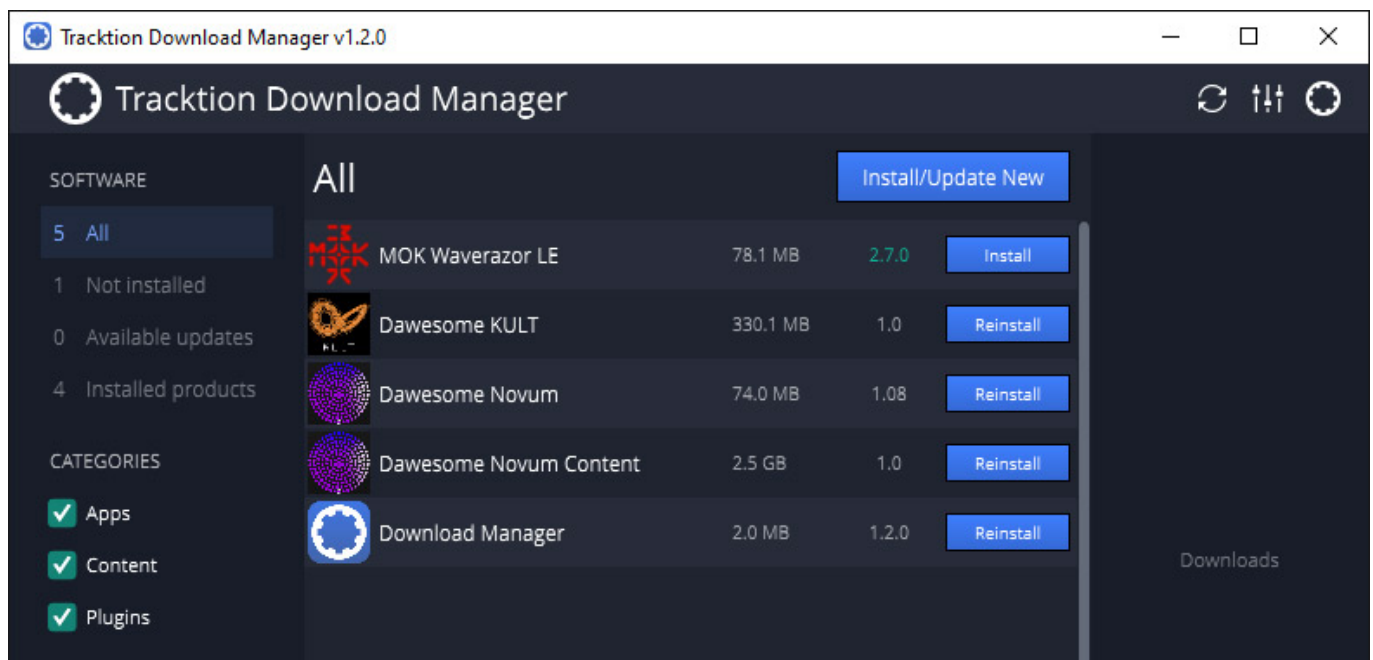 Tracktion Download Manager v1.2.0
Tracktion Download Manager
SOFTWARE
5 All
1 Not installed
0 Available updates
4 Installed products
CATEGORIES
Apps
Content
Plugins
All
Install/Update New
MOK
MOK Waverazor LE 78.1 MB 2.7.0 Install
Dawesome KULT 330.1 MB 1.0 Reinstall
Dawesome Novum 74.0 MB 1.08 Reinstall
Dawesome Novum Content 2.5 GB 1.0 Reinstall
Download Manager 2.0 MB 1.2.0 Reinstall
Downloads